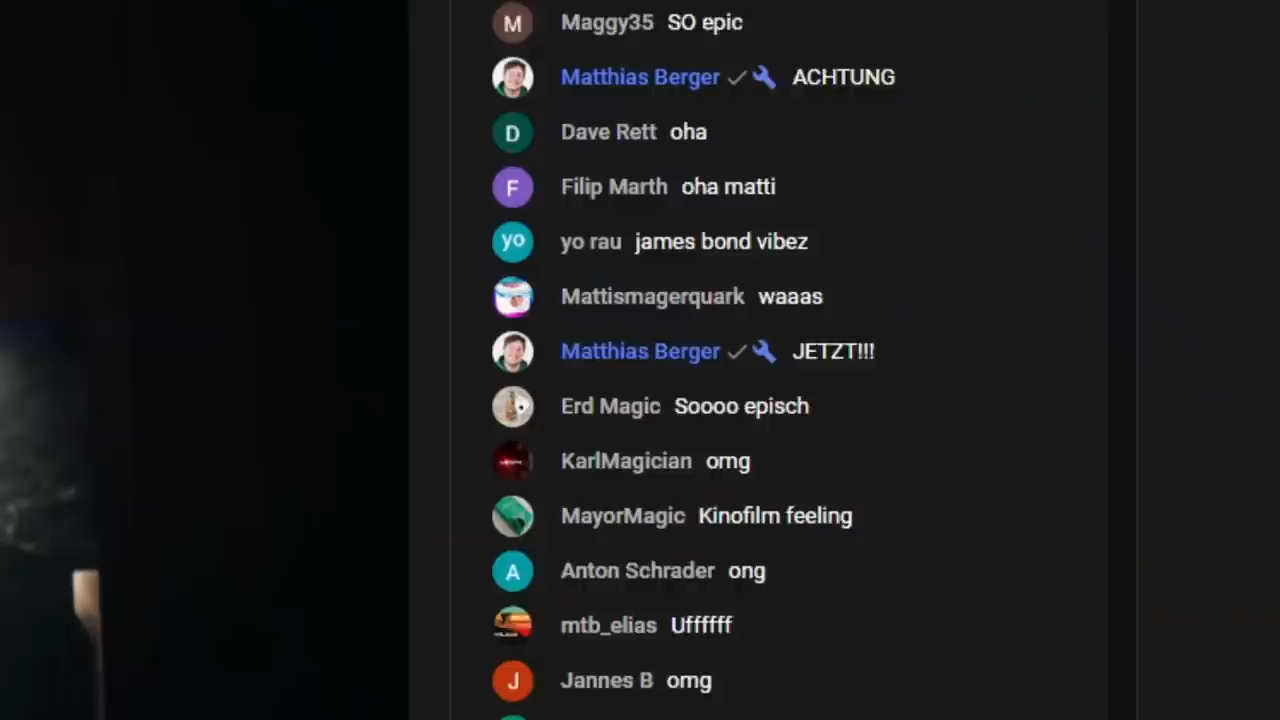 M Maggy35 SO epic
Matthias Berger ACHTUNG
D Dave Rett oha
F Filip Marth oha matti
yo yo rau james bond vibez
Mattismagerquark waaas
Matthias Berger JETZT!!!
Erd Magic Soooo episch
KarlMagician omg
MayorMagic Kinofilm feeling
A Anton Schrader ong
mtb_elias Uffffff
J Jannes B omg